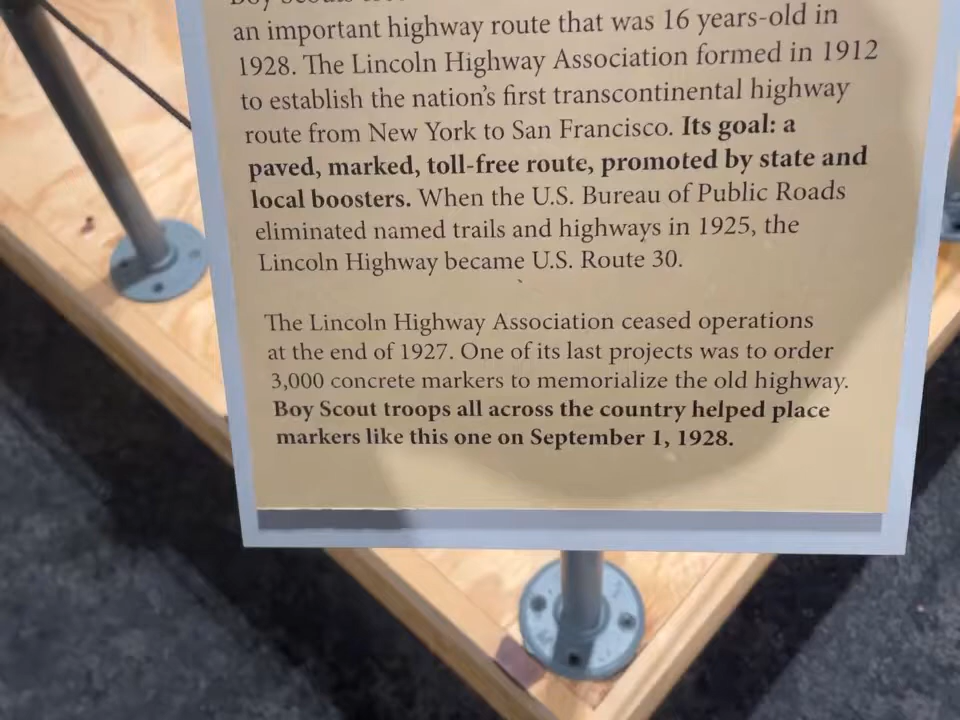 Boy Scouts
an important highway route that was 16 years-old in
1928. The Lincoln Highway Association formed in 1912
to establish the nation's first transcontinental highway
route from New York to San Francisco. Its goal: a
paved, marked, toll-free route, promoted by state and
local boosters. When the U.S. Bureau of Public Roads
eliminated named trails and highways in 1925, the
Lincoln Highway became U.S. Route 30.
The Lincoln Highway Association ceased operations
at the end of 1927. One of its last projects was to order
3,000 concrete markers to memorialize the old highway.
Boy Scout troops all across the country helped place
markers like this one on September 1, 1928.